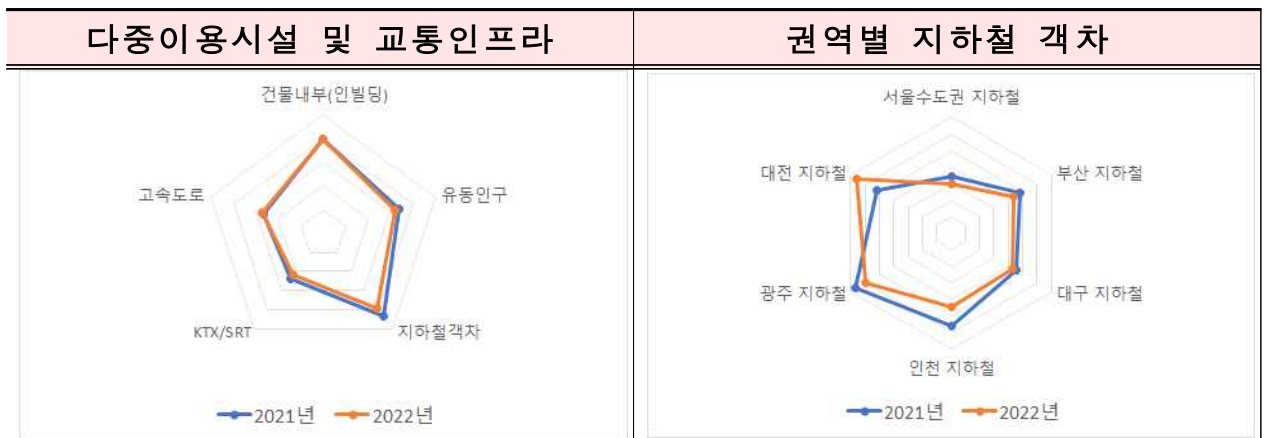 다중이용시설 및 교통인프라
권역별 지하철 객차
건물내부(인빌딩)
유동인구
지하철객차
KTX/SRT
고속도로
2021년
2022년
서울수도권 지하철
부산 지하철
대구 지하철
인천 지하철
광주 지하철
대전 지하철
2021년
2022년